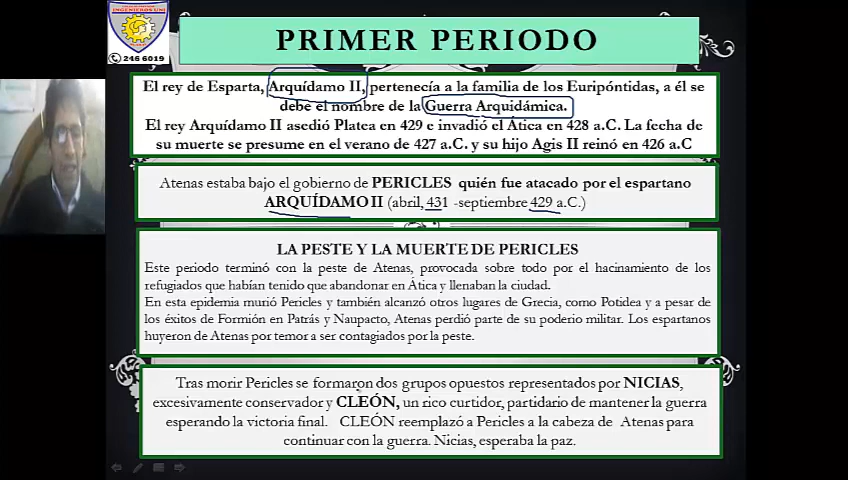 INGENIEROS UNI
246 6019
PRIMER PERIODO
El rey de Esparta, Arquídamo II, pertenecía a la familia de los Euripóntidas, a él se
debe el nombre de la Guerra Arquidámica.
El rey Arquídamo II asedió Platea en 429 e invadió el Ática en 428 a.C. La fecha de
su muerte se presume en el verano de 427 a.C. y su hijo Agis II reinó en 426 a.C
Atenas estaba bajo el gobierno de PERICLES quién fue atacado por el espartano
ARQUÍDAMO II (abril, 431 -septiembre 429 a.C.)
LA PESTE Y LA MUERTE DE PERICLES
Este periodo terminó con la peste de Atenas, provocada sobre todo por el hacinamiento de los
refugiados que habían tenido que abandonar en Ática y llenaban la ciudad.
En esta epidemia murió Pericles y también alcanzó otros lugares de Grecia, como Potidea y a pesar de
los éxitos de Formión en Patrás y Naupacto, Atenas perdió parte de su poderio militar. Los espartanos
huyeron de Atenas por temor a ser contagiados por la peste.
Tras morir Pericles se formaron dos grupos opuestos representados por NICIAS,
excesivamente conservador y CLEÓN, un rico curtidor, partidario de mantener la guerra
esperando la victoria final. CLEÓN reemplazó a Pericles a la cabeza de Atenas para
continuar con la guerra. Nicias, esperaba la paz.